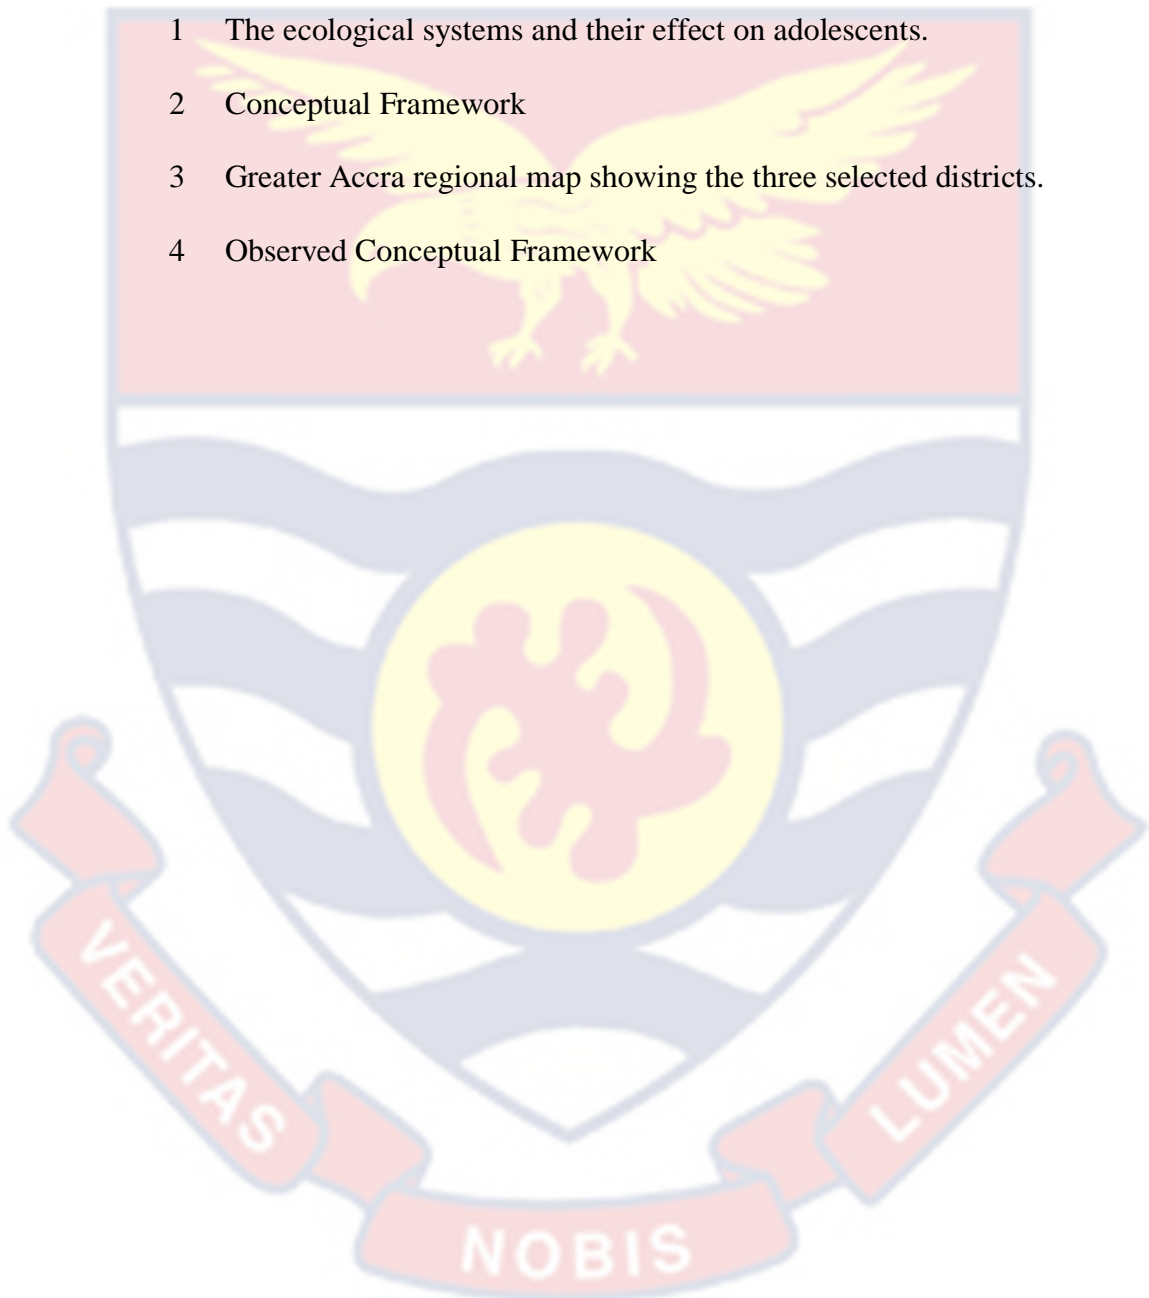 1 The ecological systems and their effect on adolescents.
2 Conceptual Framework
3 Greater Accra regional map showing the three selected districts.
4 Observed Conceptual Framework
VERITAS
NOBIS
LUMEN